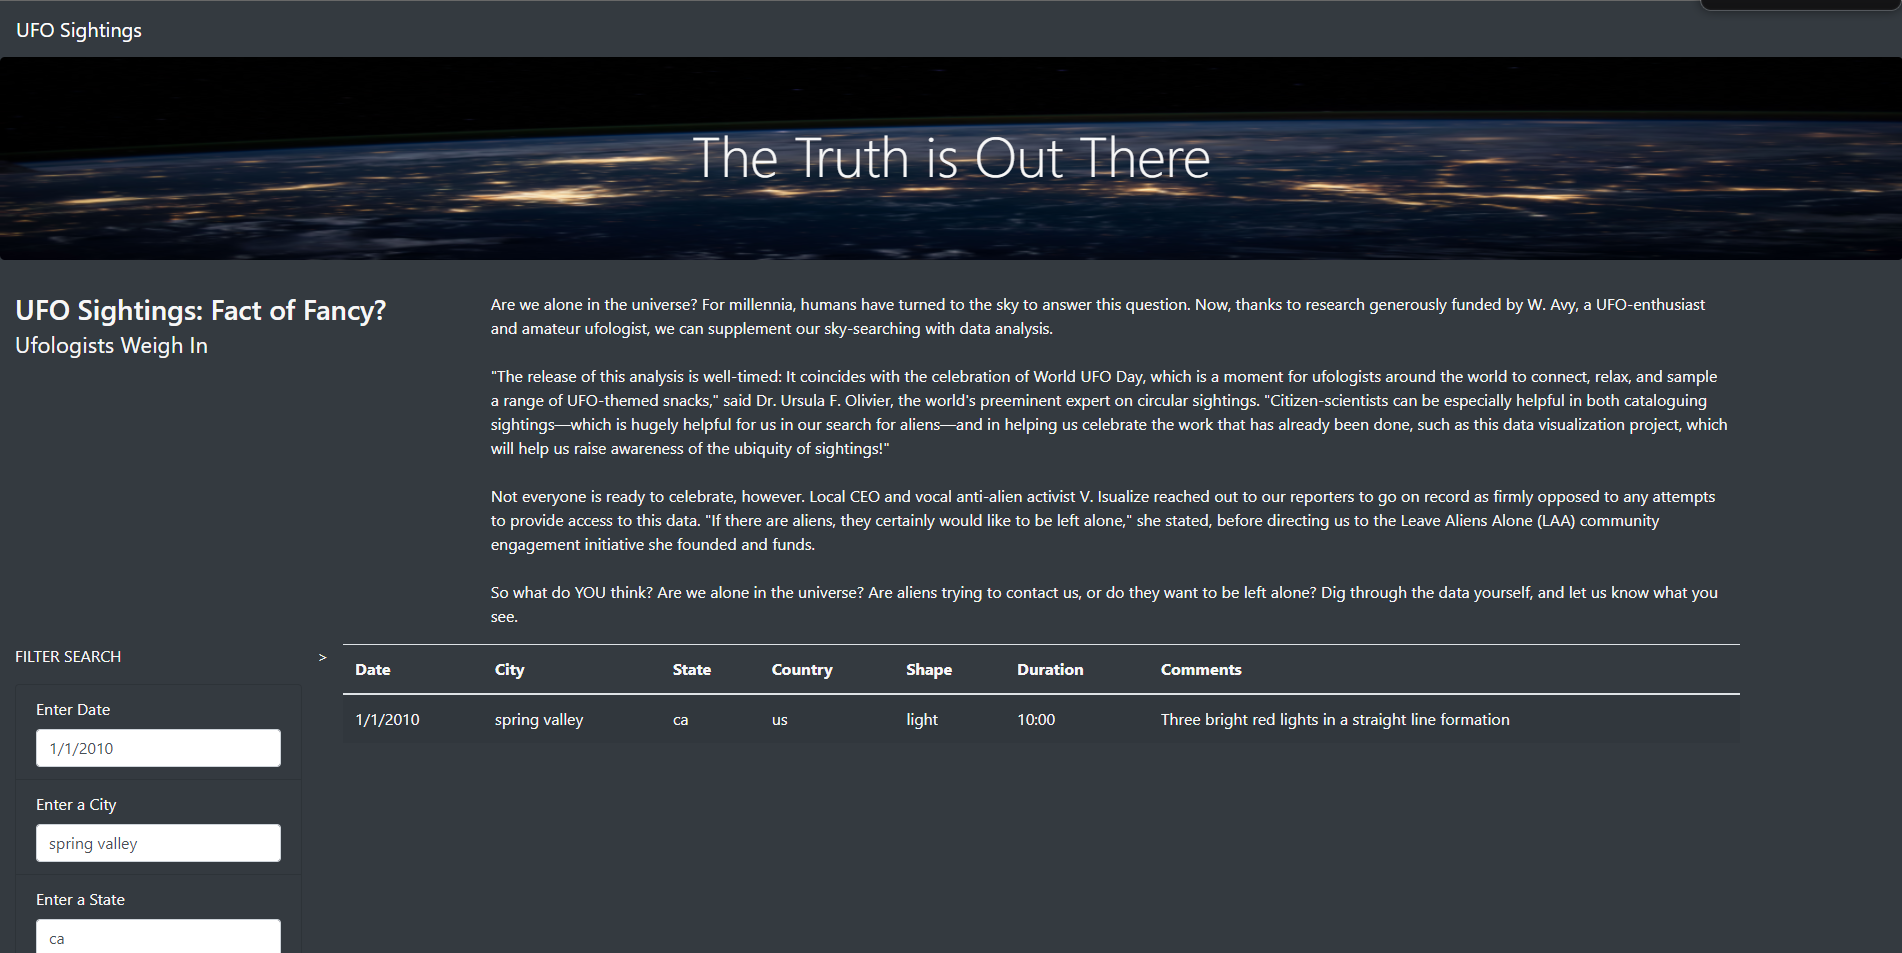 UFO Sightings
The Truth is Out There
UFO Sightings: Fact of Fancy?
Ufologists Weigh In
Are we alone in the universe? For millennia, humans have turned to the sky to answer this question. Now, thanks to research generously funded by W. Avy, a UFO-enthusiast
and amateur ufologist, we can supplement our sky-searching with data analysis.
"The release of this analysis is well-timed: It coincides with the celebration of World UFO Day, which is a moment for ufologists around the world to connect, relax, and sample
a range of UFO-themed snacks," said Dr. Ursula F. Olivier, the world's preeminent expert on circular sightings. "Citizen-scientists can be especially helpful in both cataloguing
sightings—which is hugely helpful for us in our search for aliens—and in helping us celebrate the work that has already been done, such as this data visualization project, which
will help us raise awareness of the ubiquity of sightings!"
Not everyone is ready to celebrate, however. Local CEO and vocal anti-alien activist V. Isualize reached out to our reporters to go on record as firmly opposed to any attempts
to provide access to this data. "If there are aliens, they certainly would like to be left alone," she stated, before directing us to the Leave Aliens Alone (LAA) community
engagement initiative she founded and funds.
So what do YOU think? Are we alone in the universe? Are aliens trying to contact us, or do they want to be left alone? Dig through the data yourself, and let us know what you
see.
FILTER SEARCH >
Enter Date
1/1/2010
Enter a City
spring valley
Enter a State
ca
Date City State Country Shape Duration Comments
1/1/2010 spring valley ca us light 10:00 Three bright red lights in a straight line formation